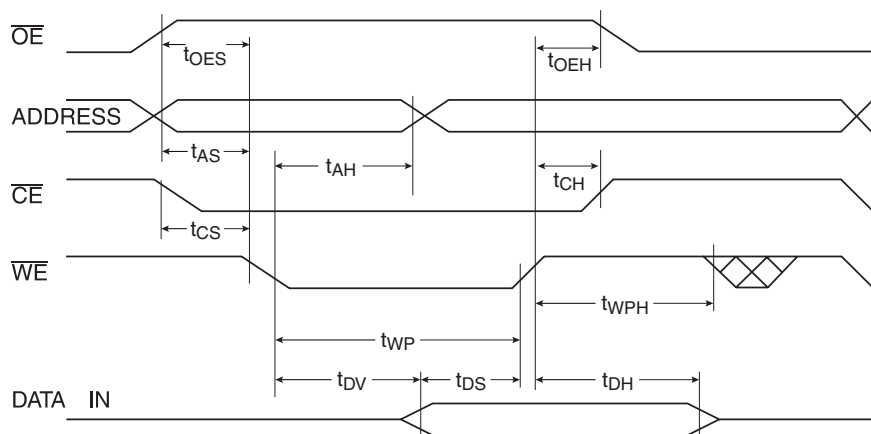 OE
tOES
tOEH
ADDRESS
tAS
tAH
tCH
CE
tCS
WE
tWPH
tWP
tDV
tDS
tDH
DATA IN